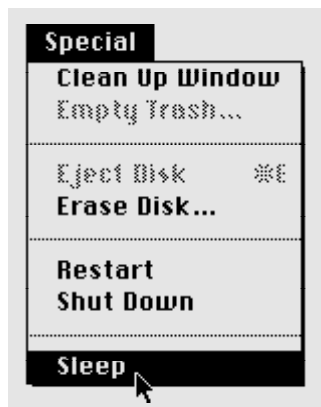 Special
Clean Up Window
Empty Trash...
Eject Disk ⌘E
Erase Disk...
Restart
Shut Down
Sleep